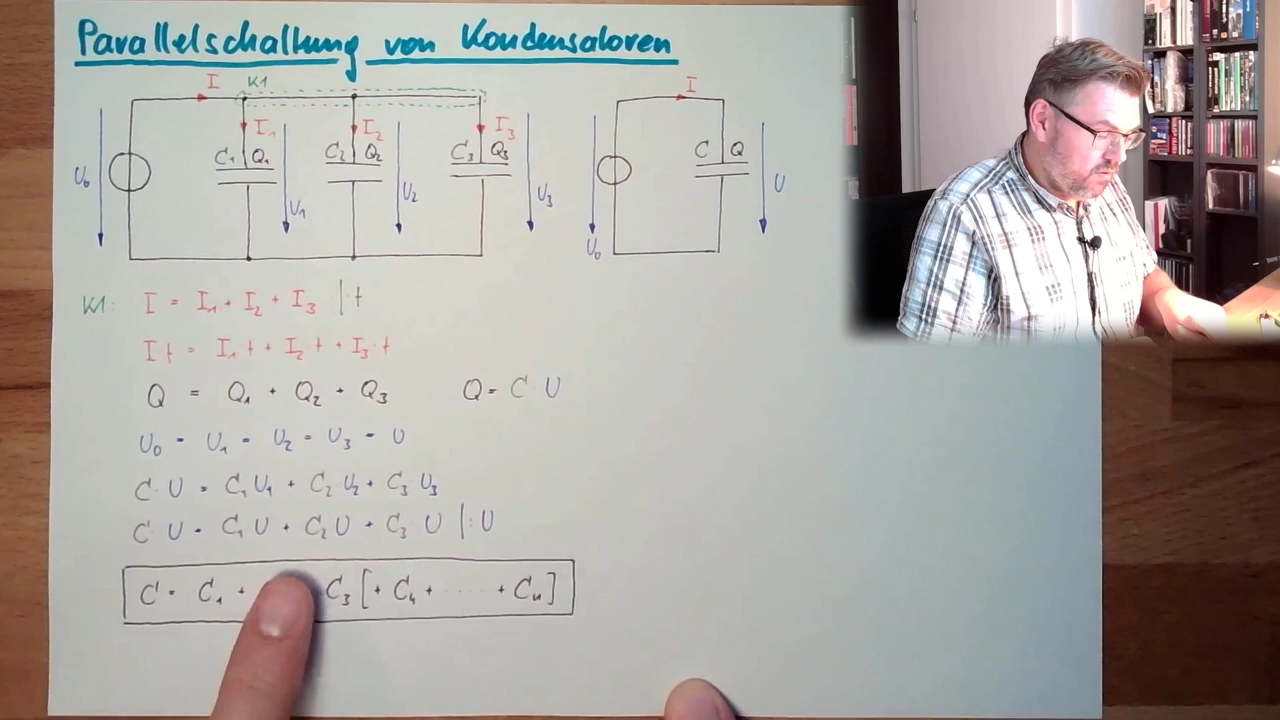 Parallelschaltung von Kondensatoren
I K1 I
I1 I2 I3
C1 Q1 C2 Q2 C3 Q3 C Q
U0 U1 U2 U3 U0 U
K1: I = I1 + I2 + I3 | · t
I t = I1 t + I2 t + I3 · t
Q = Q1 + Q2 + Q3 Q = C · U
U0 = U1 = U2 = U3 = U
C · U = C1 U1 + C2 U2 + C3 U3
C · U = C1 U + C2 U + C3 U | : U
C = C1 + C3 [+ C4 + ..... + Cn]